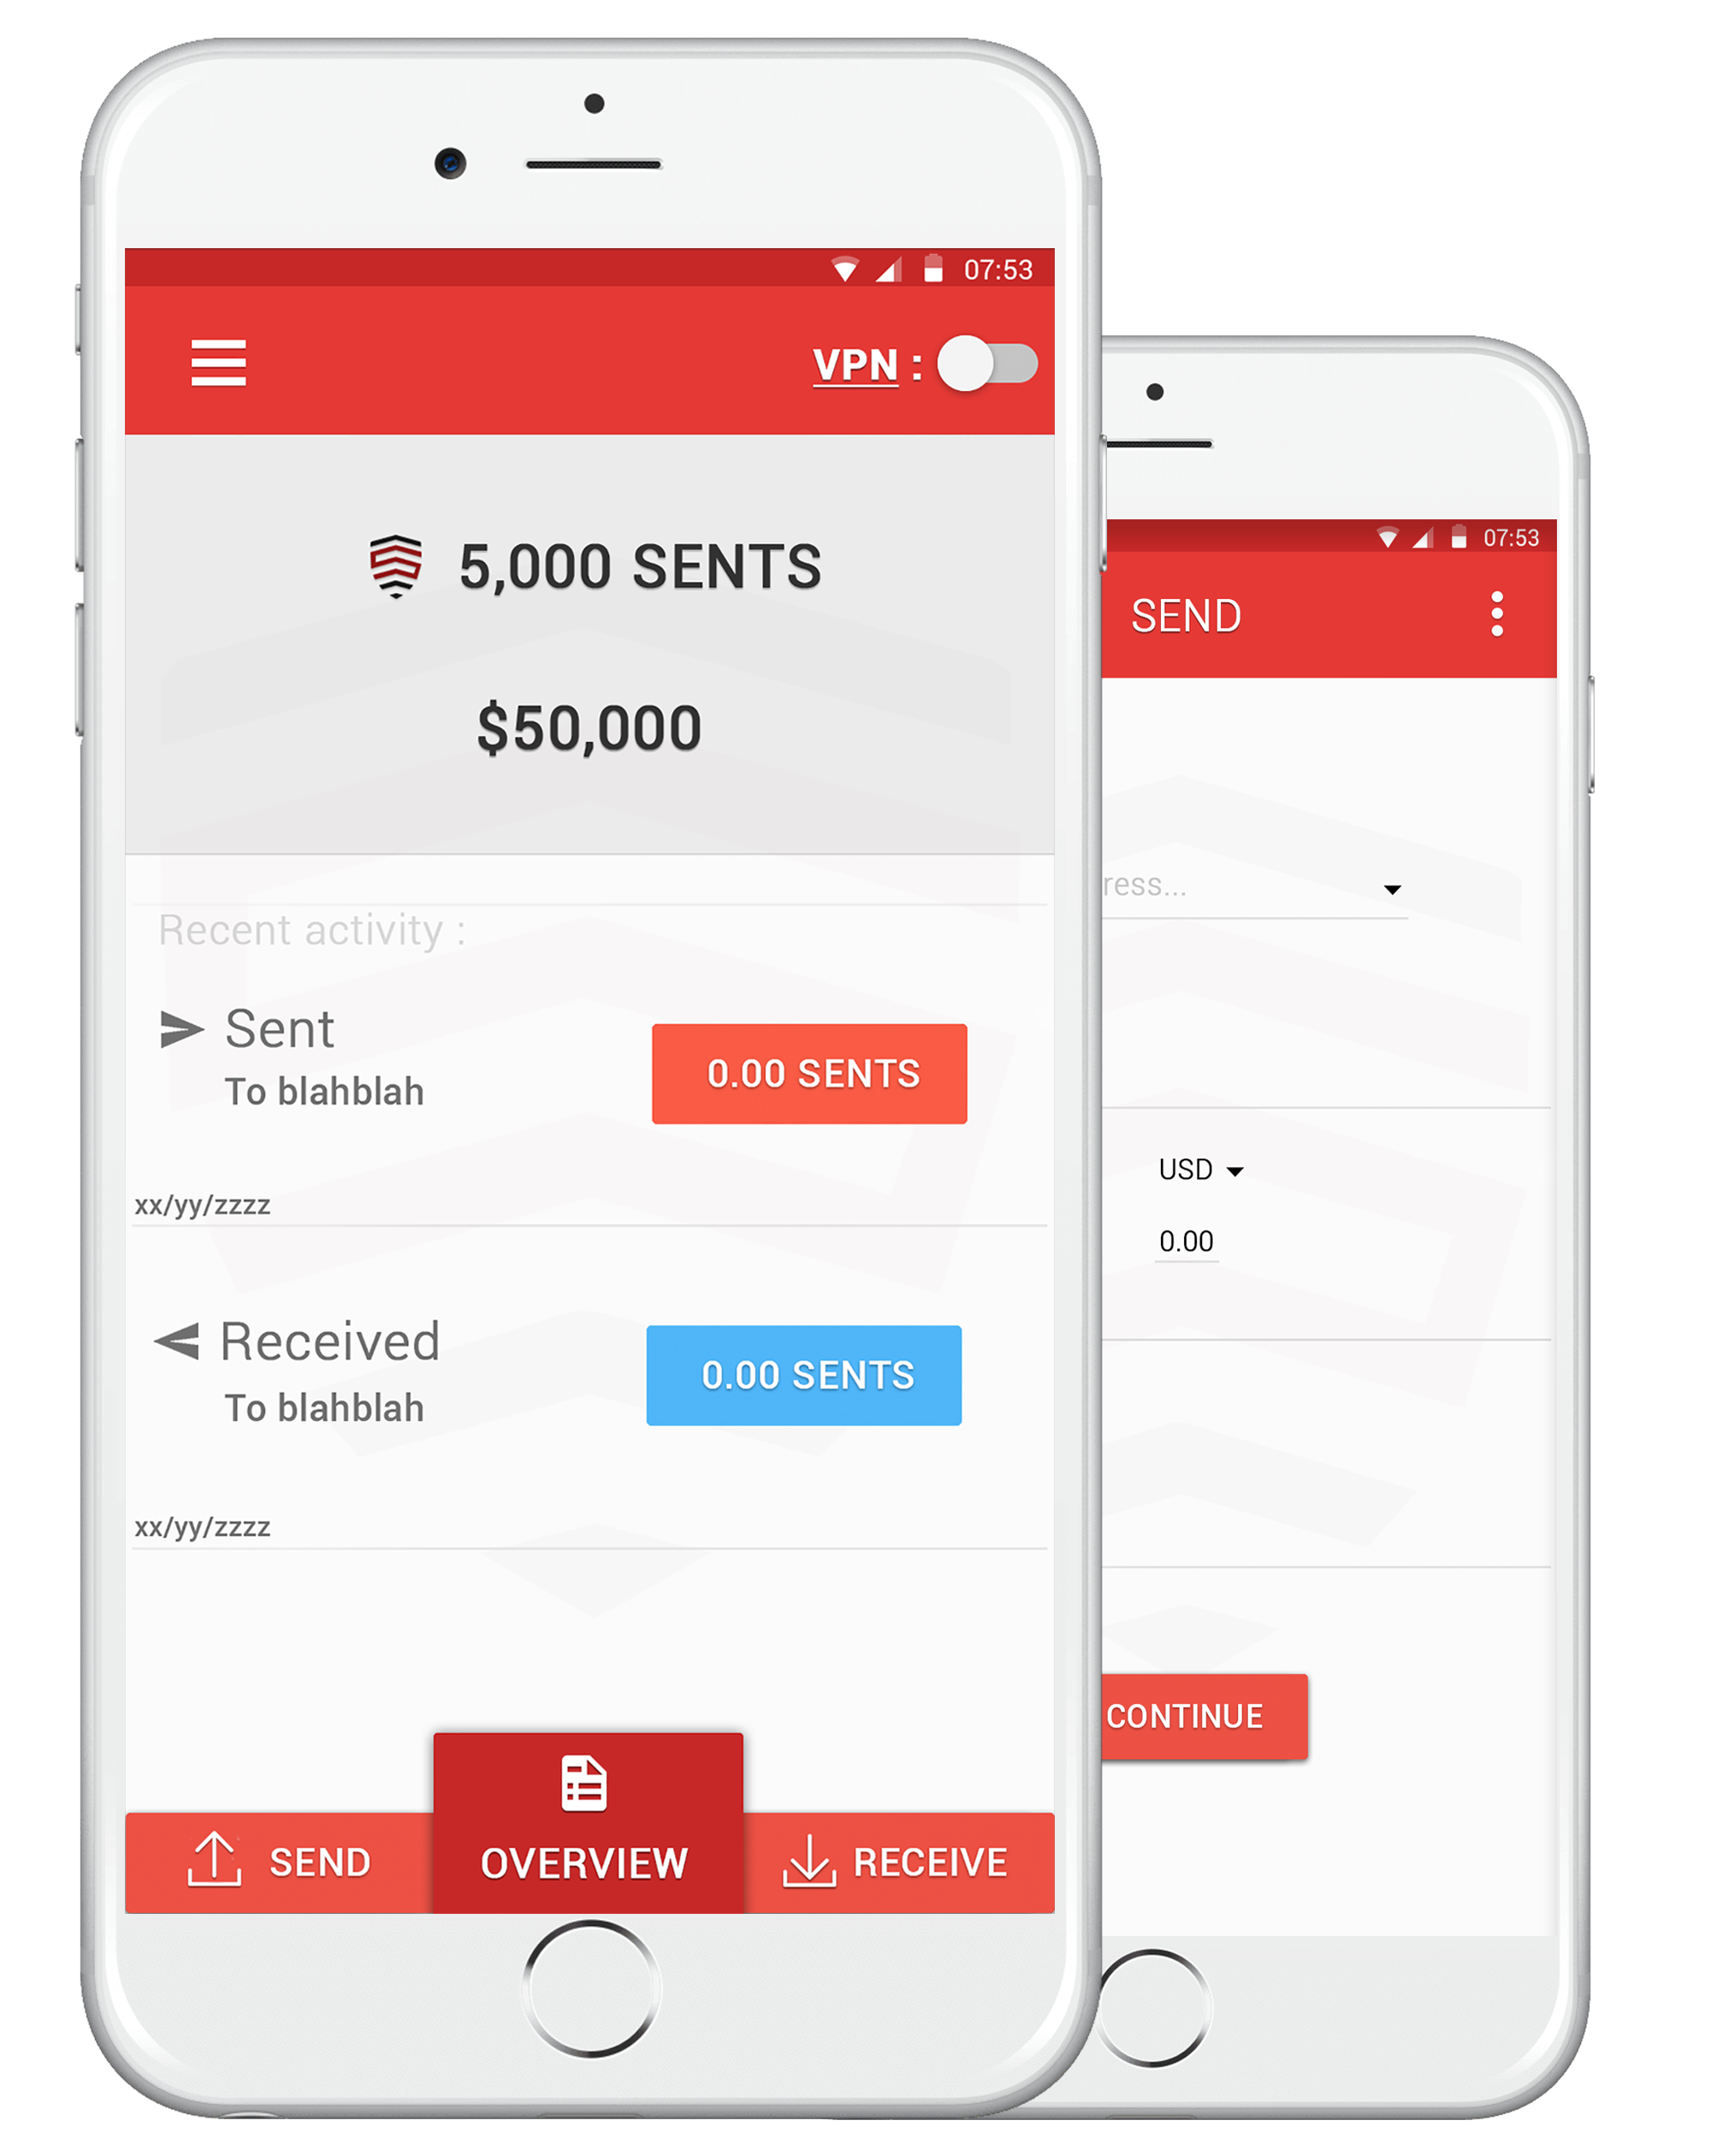 07:53
VPN :
5,000 SENTS
$50,000
Recent activity :
Sent
To blahblah
0.00 SENTS
xx/yy/zzzz
Received
To blahblah
0.00 SENTS
xx/yy/zzzz
SEND
OVERVIEW
RECEIVE
07:53
SEND
ress...
USD
0.00
CONTINUE